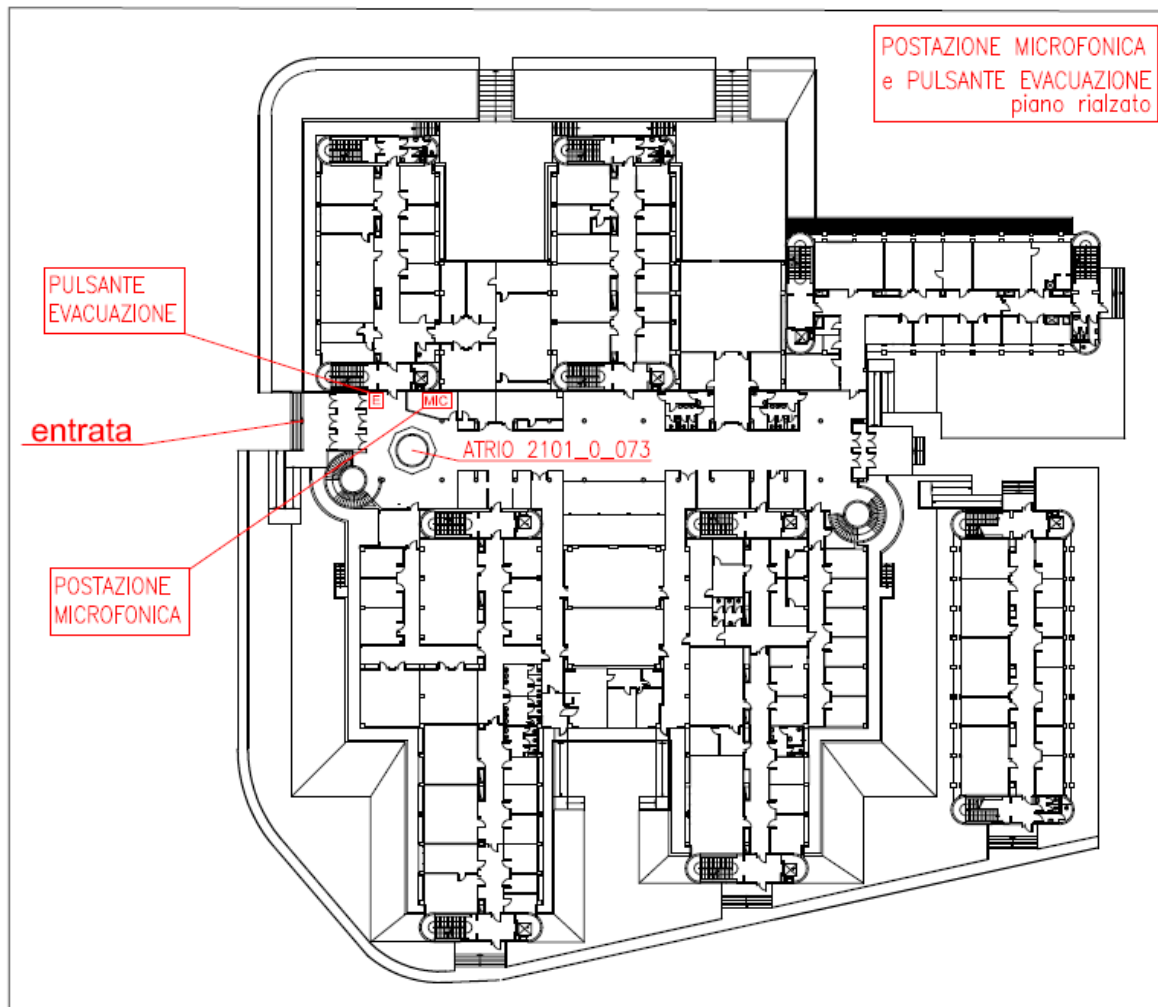 POSTAZIONE MICROFONICA
e PULSANTE EVACUAZIONE
piano rialzato
PULSANTE
EVACUAZIONE
E
MIC
entrata
ATRIO 2101_0_073
POSTAZIONE
MICROFONICA